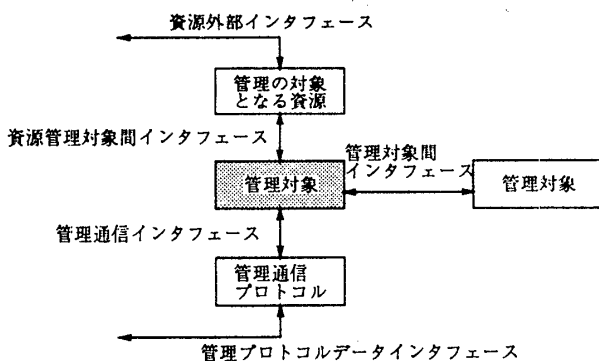 資源外部インタフェース
管理の対象
となる資源
資源管理対象間インタフェース
管理対象間
インタフェース
管理対象
管理対象
管理通信インタフェース
管理通信
プロトコル
管理プロトコルデータインタフェース